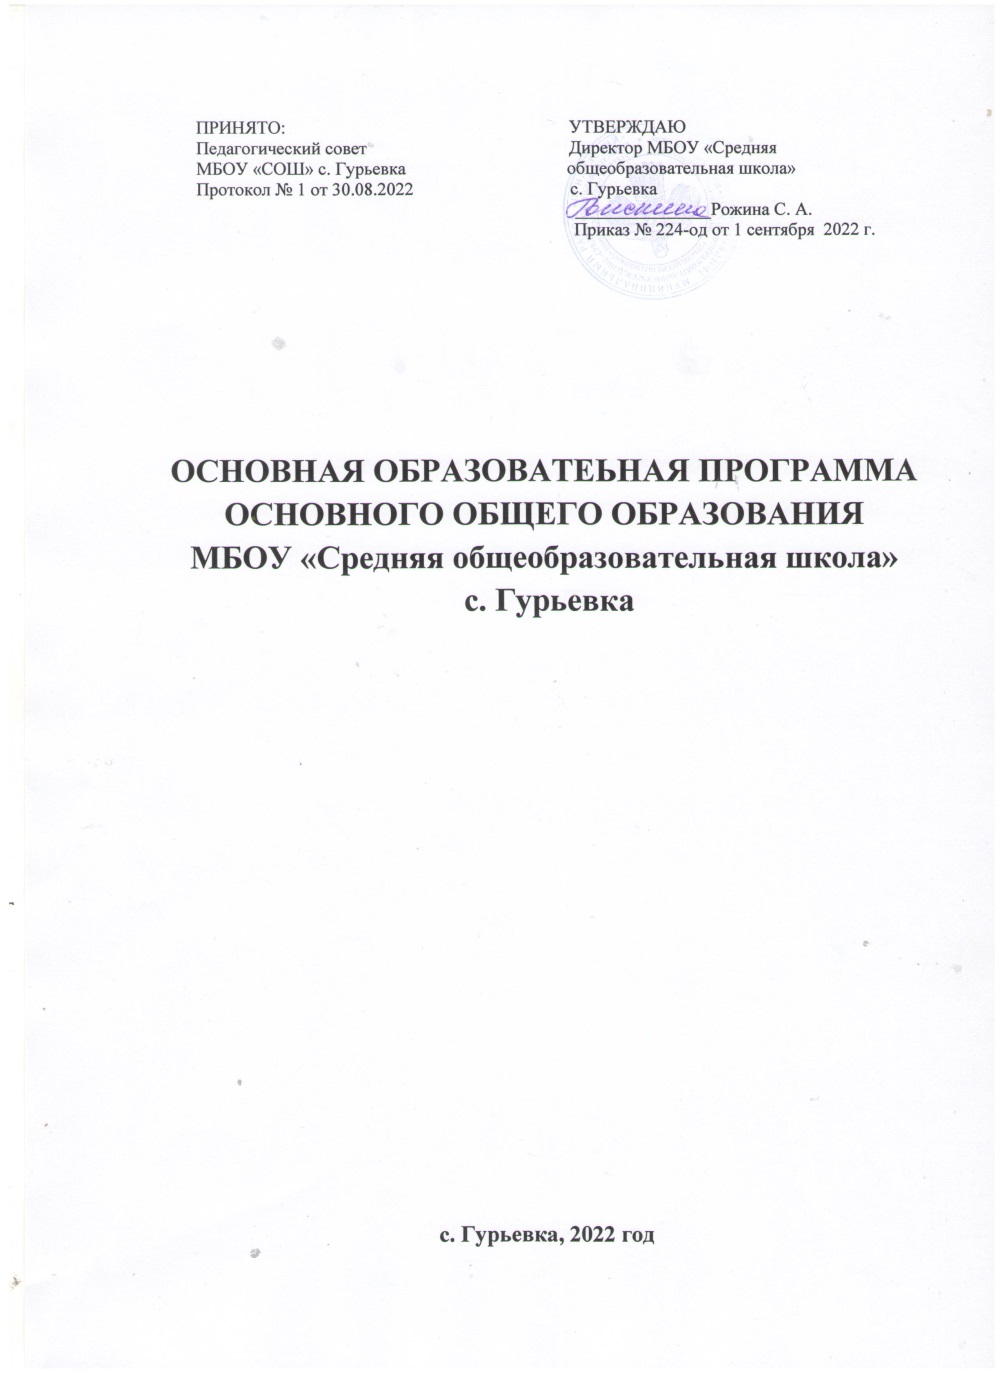 ПРИНЯТО:
Педагогический совет
МБОУ «СОШ» с. Гурьевка
Протокол № 1 от 30.08.2022
УТВЕРЖДАЮ
Директор МБОУ «Средняя
общеобразовательная школа»
с. Гурьевка
Рожина С. А.
Приказ № 224-од от 1 сентября 2022 г.
ОСНОВНАЯ ОБРАЗОВАТЕЬНАЯ ПРОГРАММА
ОСНОВНОГО ОБЩЕГО ОБРАЗОВАНИЯ
МБОУ «Средняя общеобразовательная школа»
с. Гурьевка
с. Гурьевка, 2022 год